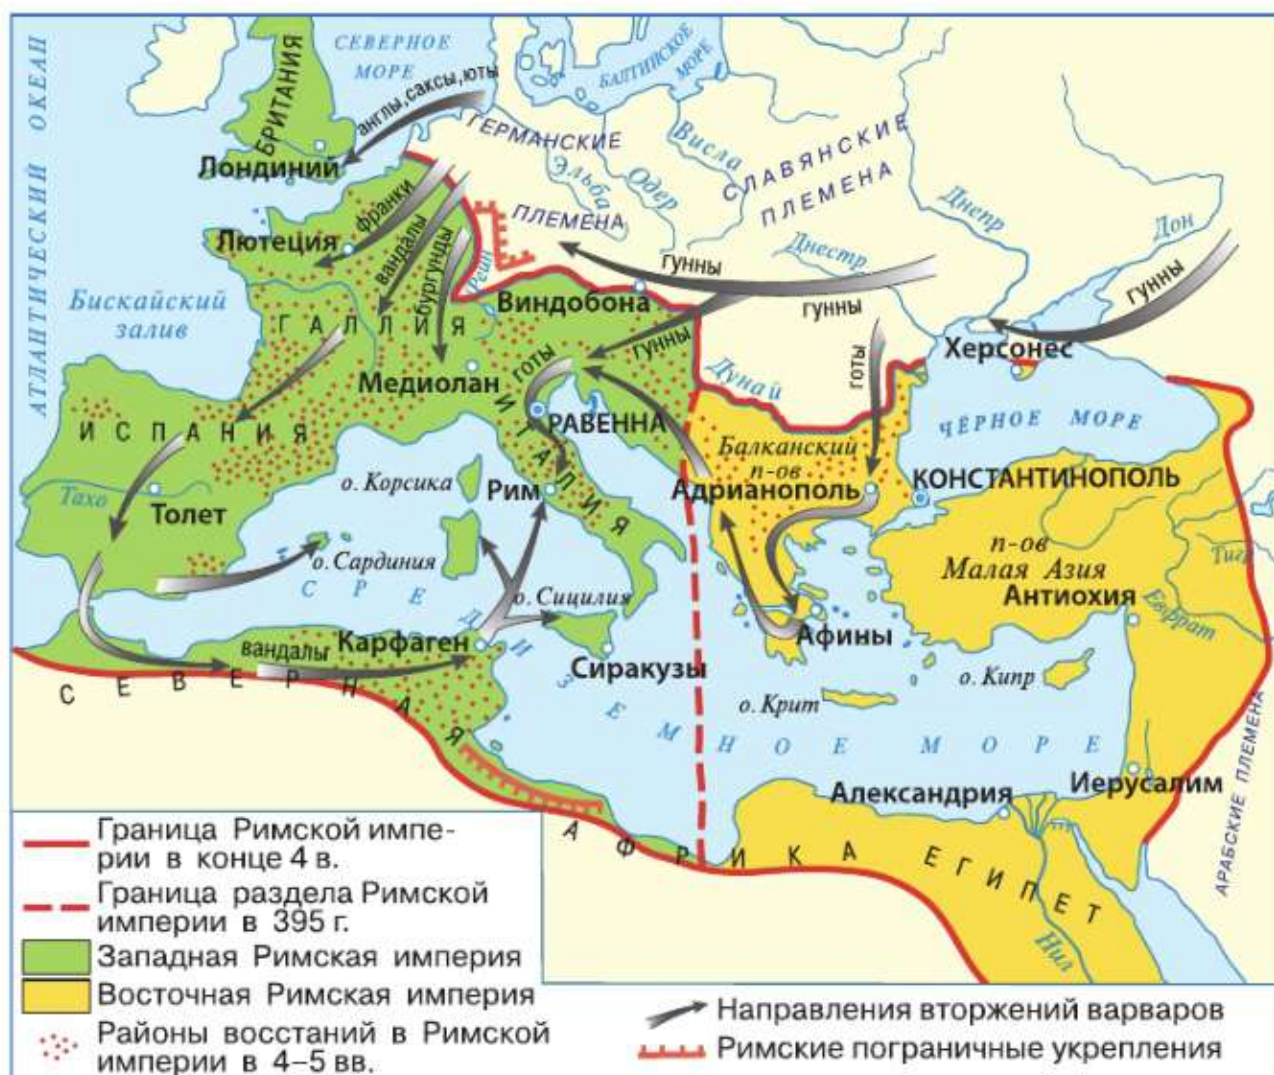 АТЛАНТИЧЕСКИЙ ОКЕАН
СЕВЕРНОЕ
МОРЕ
БАЛТИЙСКОЕ
МОРЕ
БРИТАНИЯ
англы, саксы, юты
Лондиний
ГЕРМАНСКИЕ
ПЛЕМЕНА
Эльба
Одер
Висла
СЛАВЯНСКИЕ
ПЛЕМЕНА
Днепр
Дон
Днестр
франки
вандалы
бургунды
Лютеция
Рейн
гунны
гунны
гунны
гунны
Виндобона
Бискайский
залив
ГАЛЛИЯ
Медиолан
готы
готы
Дунай
Херсонес
ЧЁРНОЕ МОРЕ
ИСПАНИЯ
РАВЕННА
ИТАЛИЯ
Балканский
п-ов
Тахо
Толет
о. Корсика
Рим
Адрианополь
КОНСТАНТИНОПОЛЬ
о. Сардиния
п-ов
Малая Азия
Тигр
Евфрат
Антиохия
о. Сицилия
Карфаген
вандалы
Сиракузы
Афины
о. Крит
о. Кипр
СРЕДИЗЕМНОЕ МОРЕ
СЕВЕРНАЯ АФРИКА
Александрия
Иерусалим
АРАБСКИЕ ПЛЕМЕНА
ЕГИПЕТ
Нил
Граница Римской импе-
рии в конце 4 в.
Граница раздела Римской
империи в 395 г.
Западная Римская империя
Восточная Римская империя
Районы восстаний в Римской
империи в 4–5 вв.
Направления вторжений варваров
Римские пограничные укрепления